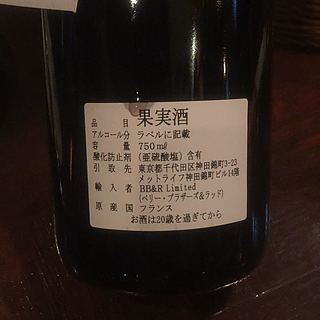 品目 果実酒
アルコール分 ラベルに記載
容量 750ml
酸化防止剤 (亜硫酸塩) 含有
引取先 東京都千代田区神田錦町3-23
メットライフ神田錦町ビル14階
輸入者 BB&R Limited
(ベリー・ブラザーズ&ラッド)
原産国 フランス
お酒は20歳を過ぎてから